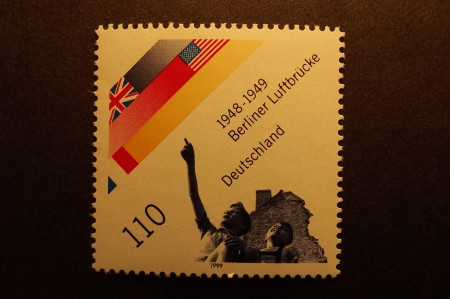 1948-1949
Berliner Luftbrücke
Deutschland
110
1999